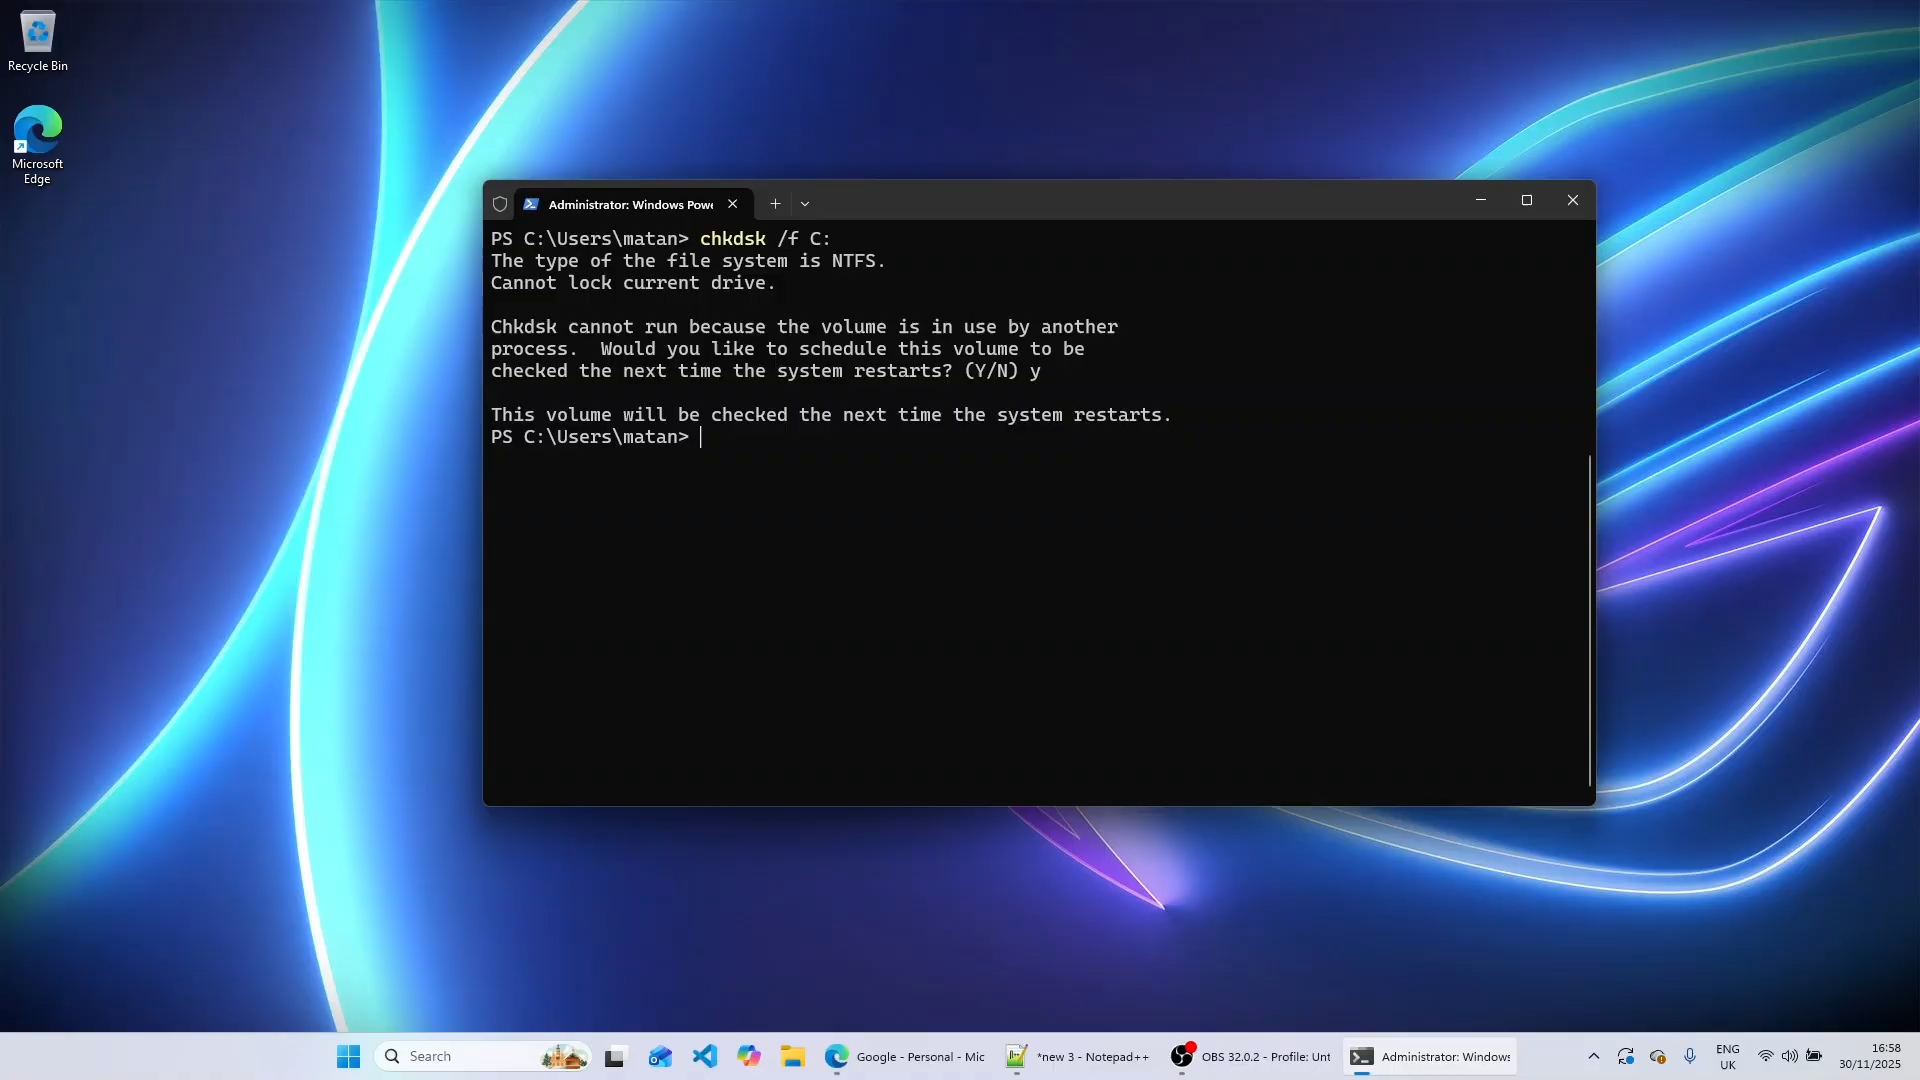 Recycle Bin
Microsoft
Edge
Administrator: Windows Powe
PS C:\Users\matan> chkdsk /f C:
The type of the file system is NTFS.
Cannot lock current drive.
Chkdsk cannot run because the volume is in use by another
process.  Would you like to schedule this volume to be
checked the next time the system restarts? (Y/N) y
This volume will be checked the next time the system restarts.
PS C:\Users\matan>
Search
Google - Personal - Mic
*new 3 - Notepad++
OBS 32.0.2 - Profile: Unt
Administrator: Windows
ENG
UK
16:58
30/11/2025